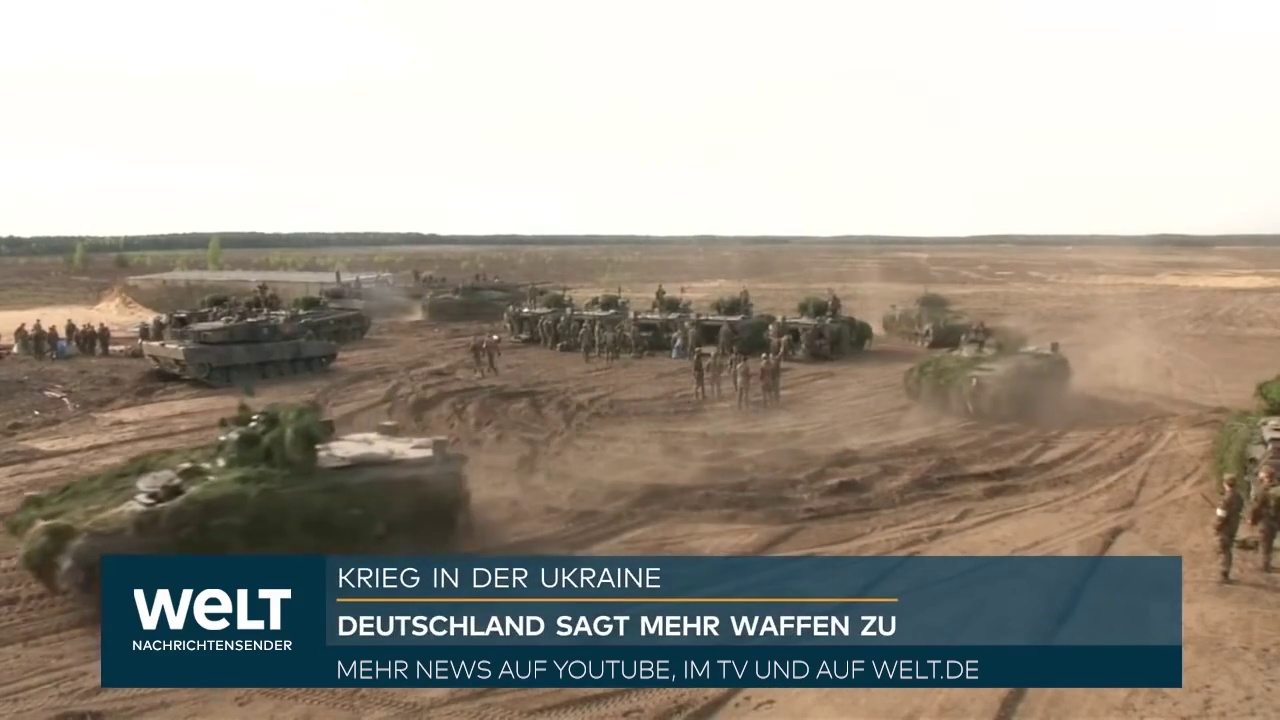 WELT
NACHRICHTENSENDER
KRIEG IN DER UKRAINE
DEUTSCHLAND SAGT MEHR WAFFEN ZU
MEHR NEWS AUF YOUTUBE, IM TV UND AUF WELT.DE